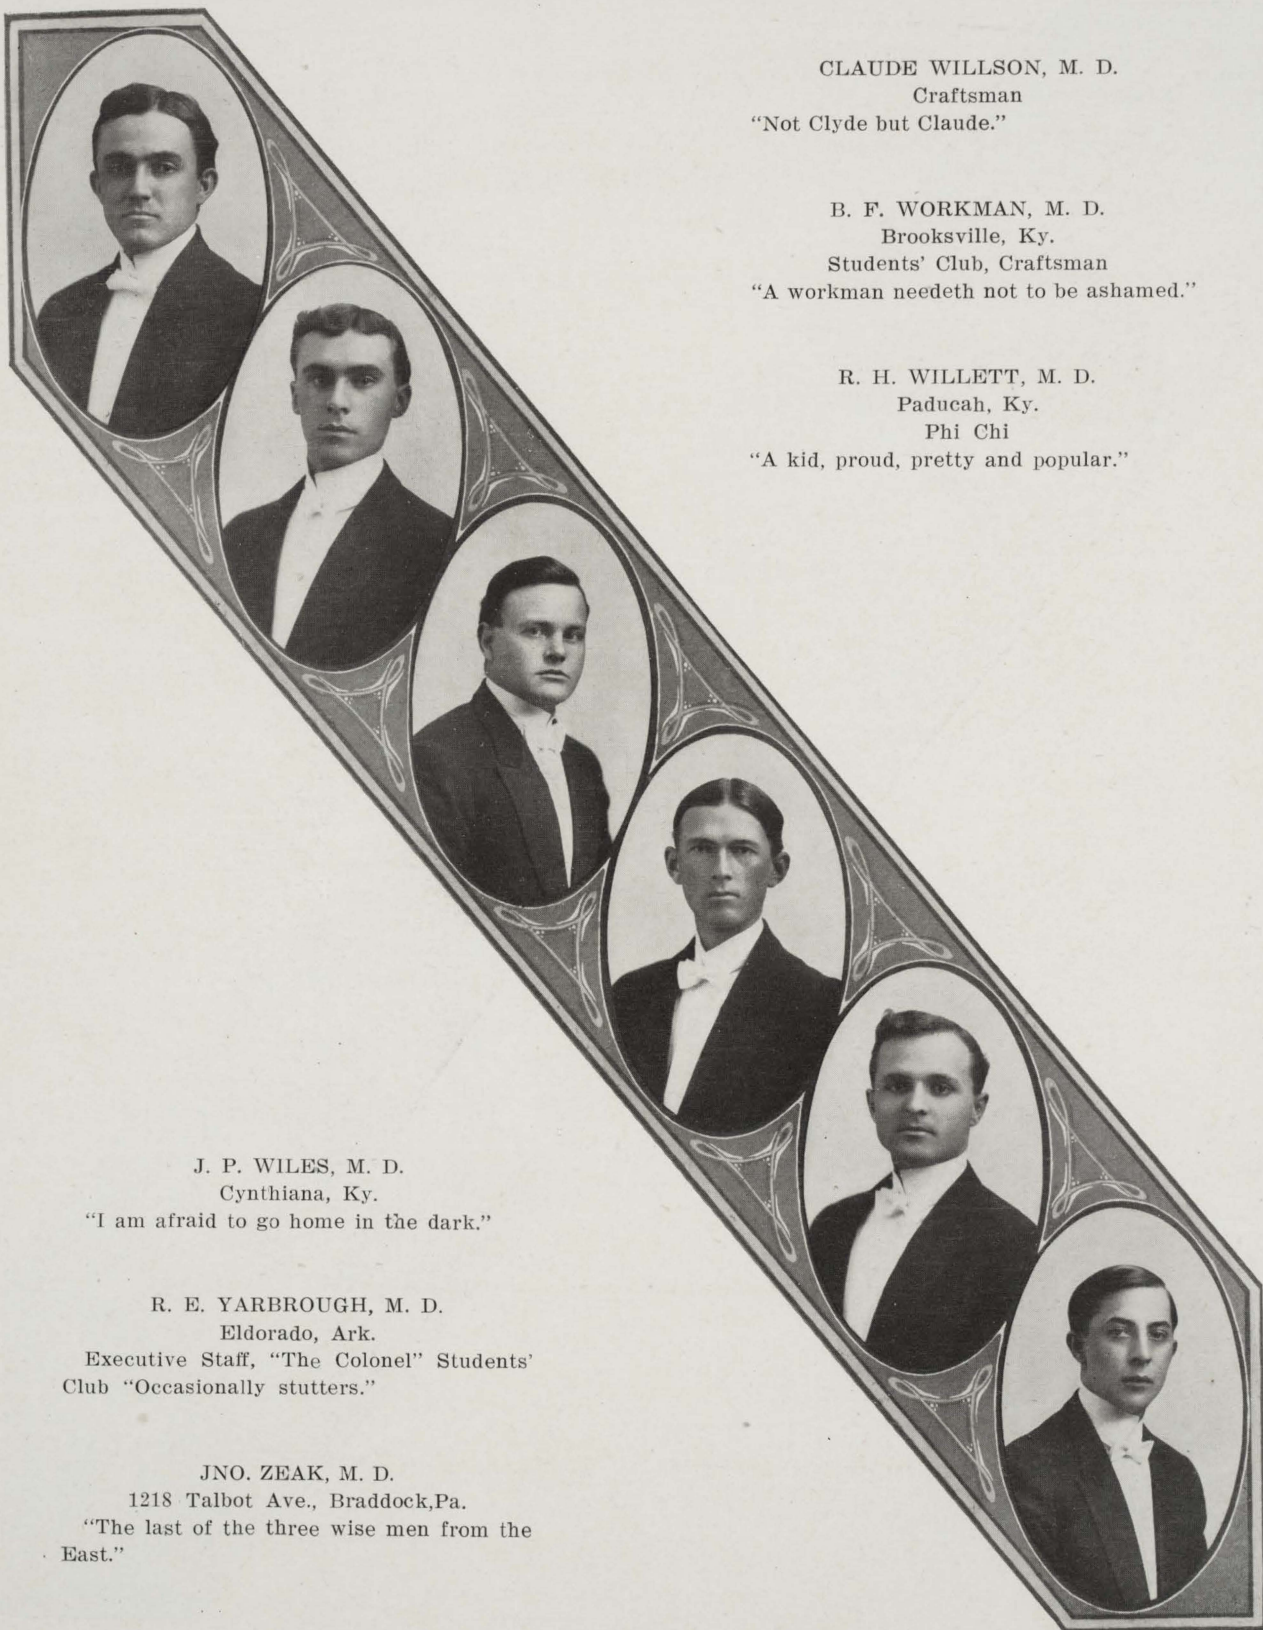 CLAUDE WILLSON, M. D.
Craftsman
“Not Clyde but Claude.”
B. F. WORKMAN, M. D.
Brooksville, Ky.
Students’ Club, Craftsman
“A workman needeth not to be ashamed.”
R. H. WILLETT, M. D.
Paducah, Ky.
Phi Chi
“A kid, proud, pretty and popular.”
J. P. WILES, M. D.
Cynthiana, Ky.
“I am afraid to go home in the dark.”
R. E. YARBROUGH, M. D.
Eldorado, Ark.
Executive Staff, “The Colonel” Students’
Club “Occasionally stutters.”
JNO. ZEAK, M. D.
1218 Talbot Ave., Braddock,Pa.
“The last of the three wise men from the
East.”